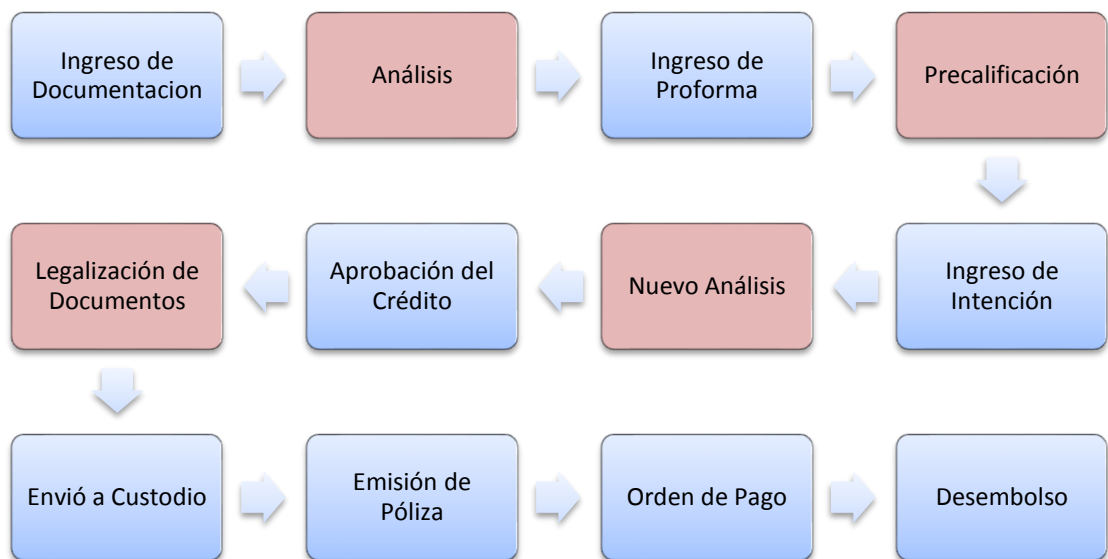 Ingreso de
Documentacion
Análisis
Ingreso de
Proforma
Precalificación
Ingreso de
Intención
Nuevo Análisis
Aprobación del
Crédito
Legalización de
Documentos
Envió a Custodio
Emisión de
Póliza
Orden de Pago
Desembolso